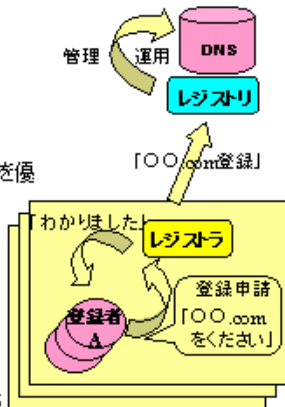 管理
運用
DNS
レジストリ
を優
「〇〇.com登録」
「わかりました」
レジストラ
登録者
A
登録申請
「〇〇.com
をください」